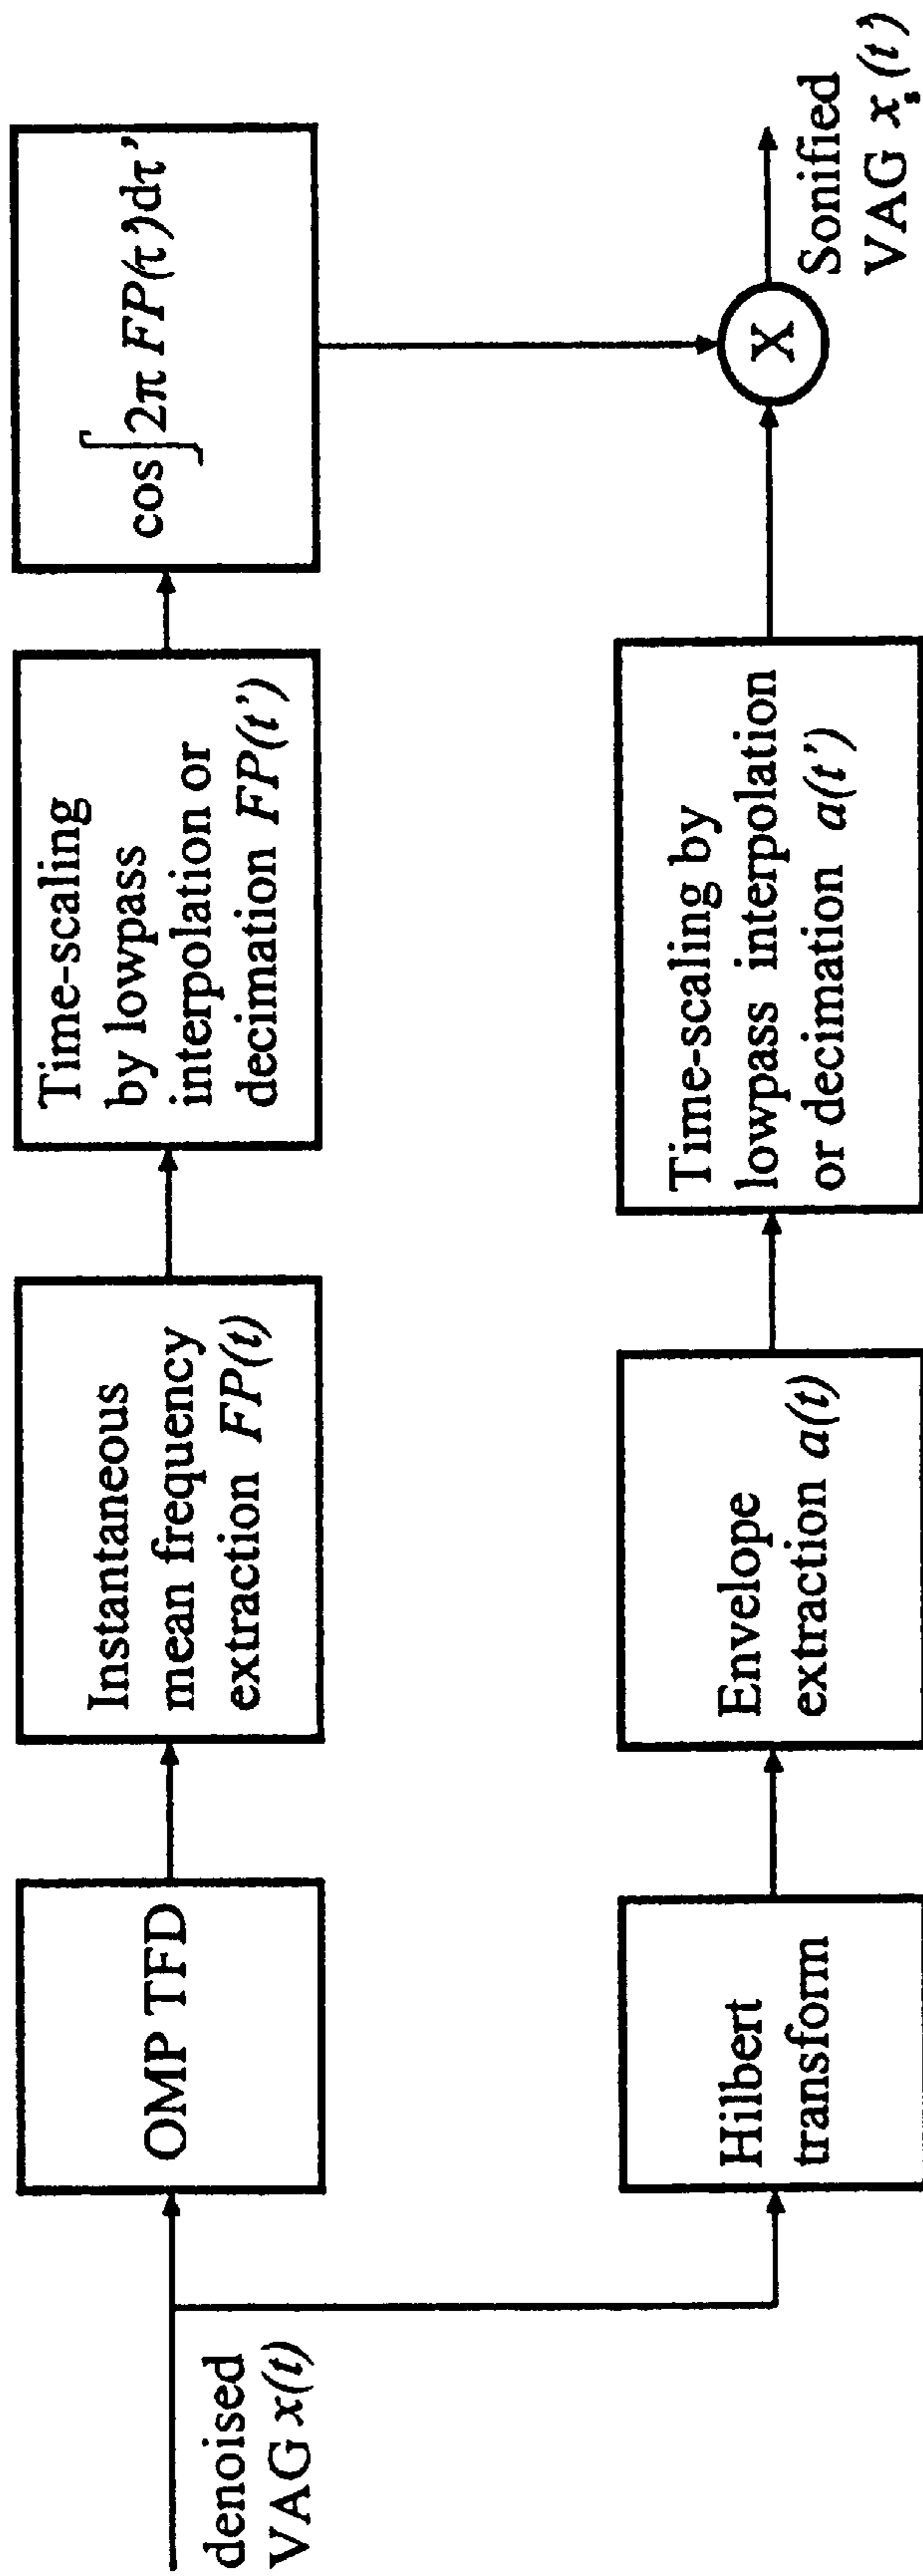 denoised
VAG x(t)
OMP TFD
Instantaneous
mean frequency
extraction FP(t)
Time-scaling
by lowpass
interpolation or
decimation FP(t')
cos∫2π FP(τ')dτ'
Hilbert
transform
Envelope
extraction a(t)
Time-scaling by
lowpass interpolation
or decimation a(t')
X
Sonified
VAG xₛ(t')